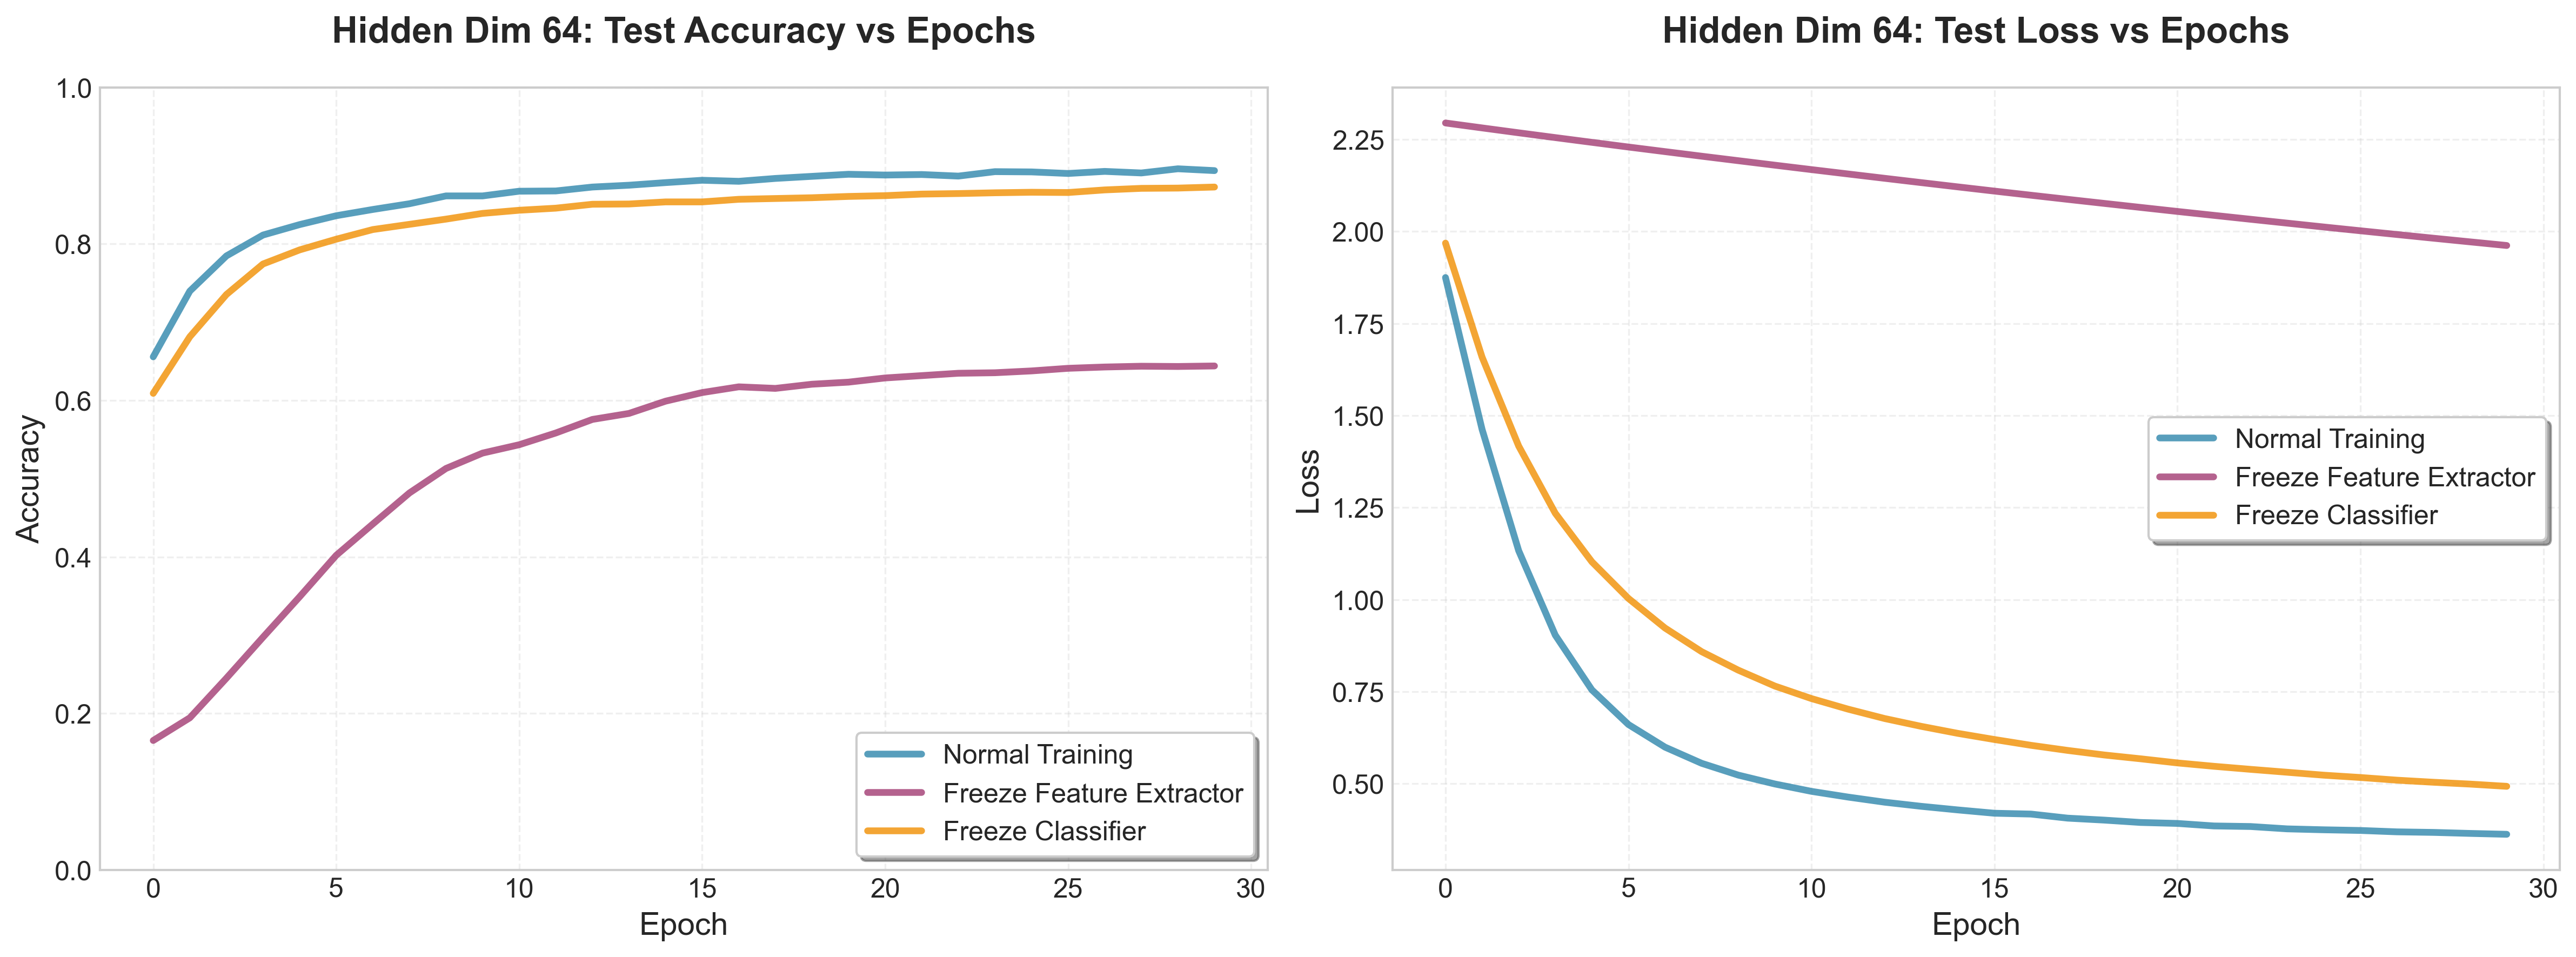 Hidden Dim 64: Test Accuracy vs Epochs
1.0
0.8
0.6
0.4
0.2
0.0
Accuracy
0 5 10 15 20 25 30
Epoch
Normal Training
Freeze Feature Extractor
Freeze Classifier
Hidden Dim 64: Test Loss vs Epochs
2.25
2.00
1.75
1.50
1.25
1.00
0.75
0.50
Loss
0 5 10 15 20 25 30
Epoch
Normal Training
Freeze Feature Extractor
Freeze Classifier